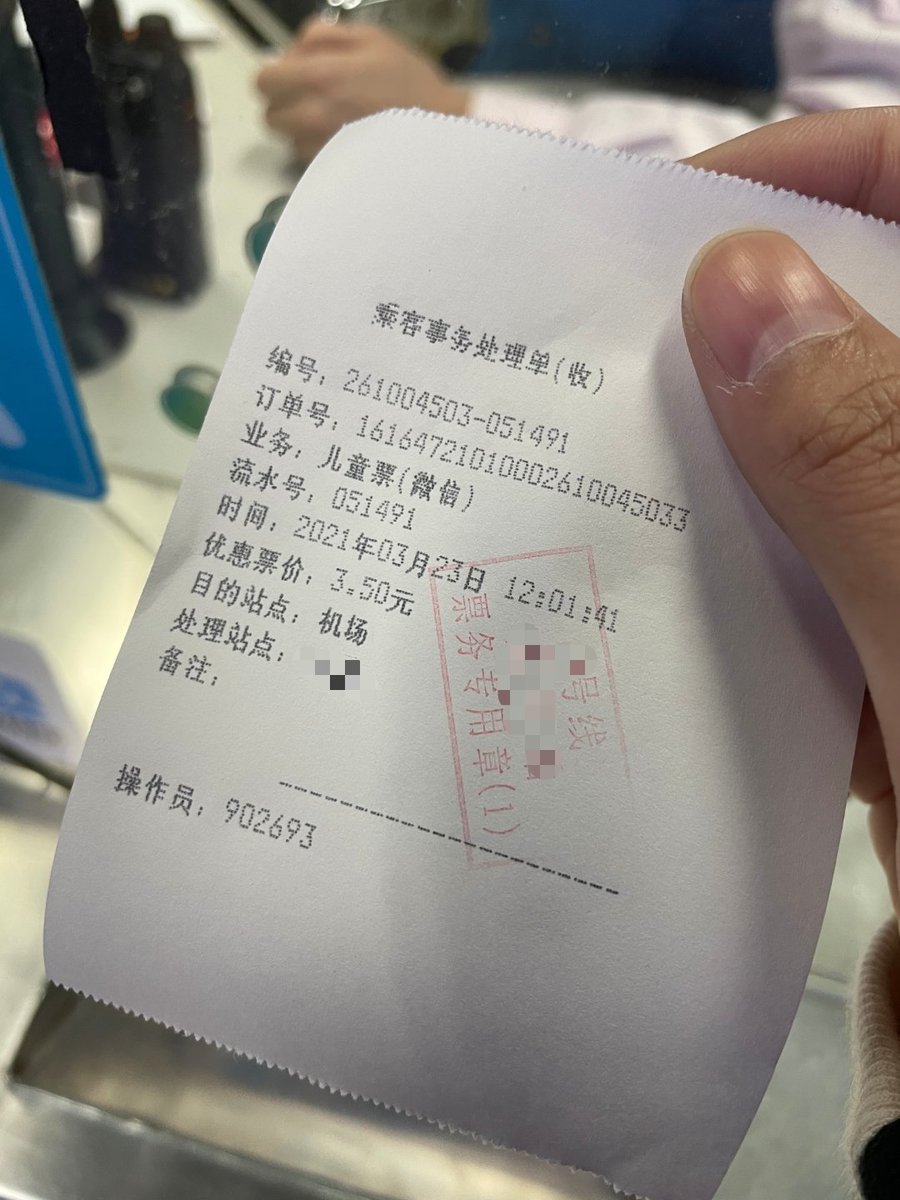 乘客事务处理单(收)
编号: 261004503-051491
订单号: 16164721010002610045033
业务: 儿童票(微信)
流水号: 051491
时间: 2021年03月23日 12:01:41
优惠票价: 3.50元
目的站点: 机场
处理站点:
备注:
号线
票务专用章(1)
操作员: 902693